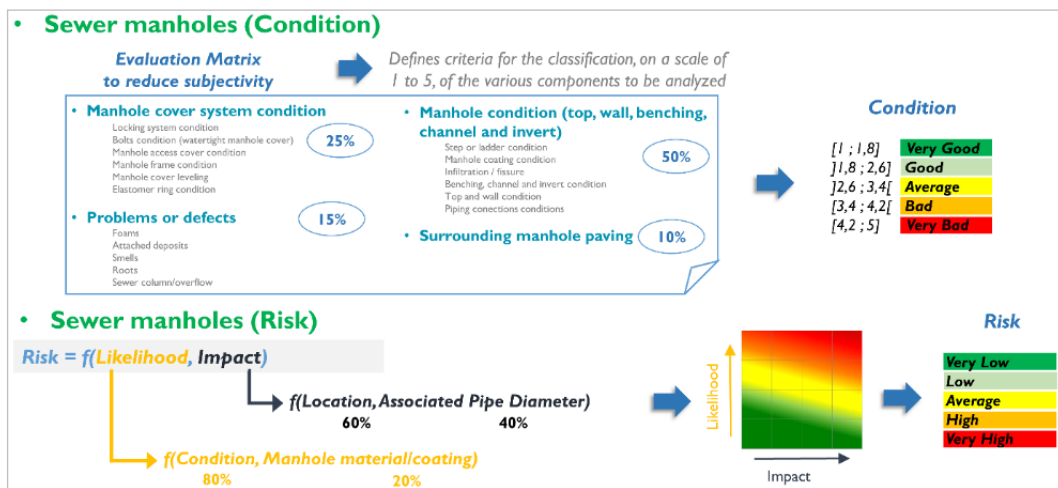 • Sewer manholes (Condition)
Evaluation Matrix
to reduce subjectivity
Defines criteria for the classification, on a scale of
1 to 5, of the various components to be analyzed
• Manhole cover system condition
Locking system condition
Bolts condition (watertight manhole cover)
Manhole access cover condition
Manhole frame condition
Manhole cover leveling
Elastomer ring condition
25%
• Problems or defects
Foams
Attached deposits
Smells
Roots
Sewer column/overflow
15%
• Manhole condition (top, wall, benching,
channel and invert)
Step or ladder condition
Manhole coating condition
Infiltration / fissure
Benching, channel and invert condition
Top and wall condition
Piping conections conditions
50%
• Surrounding manhole paving
10%
Condition
[1 ; 1,8] Very Good
]1,8 ; 2,6] Good
]2,6 ; 3,4[ Average
[3,4 ; 4,2[ Bad
[4,2 ; 5] Very Bad
• Sewer manholes (Risk)
Risk = f(Likelihood, Impact)
f(Location, Associated Pipe Diameter)
60% 40%
f(Condition, Manhole material/coating)
80% 20%
Likelihood
Impact
Risk
Very Low
Low
Average
High
Very High